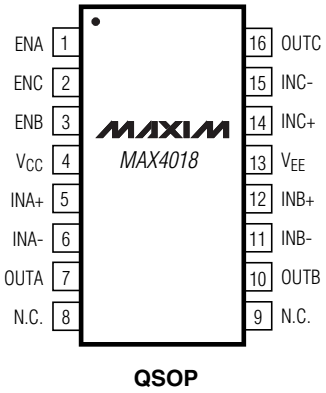 ENA 1 16 OUTC
ENC 2 15 INC-
ENB 3 MAXIM 14 INC+
VCC 4 MAX4018 13 VEE
INA+ 5 12 INB+
INA- 6 11 INB-
OUTA 7 10 OUTB
N.C. 8 9 N.C.
QSOP